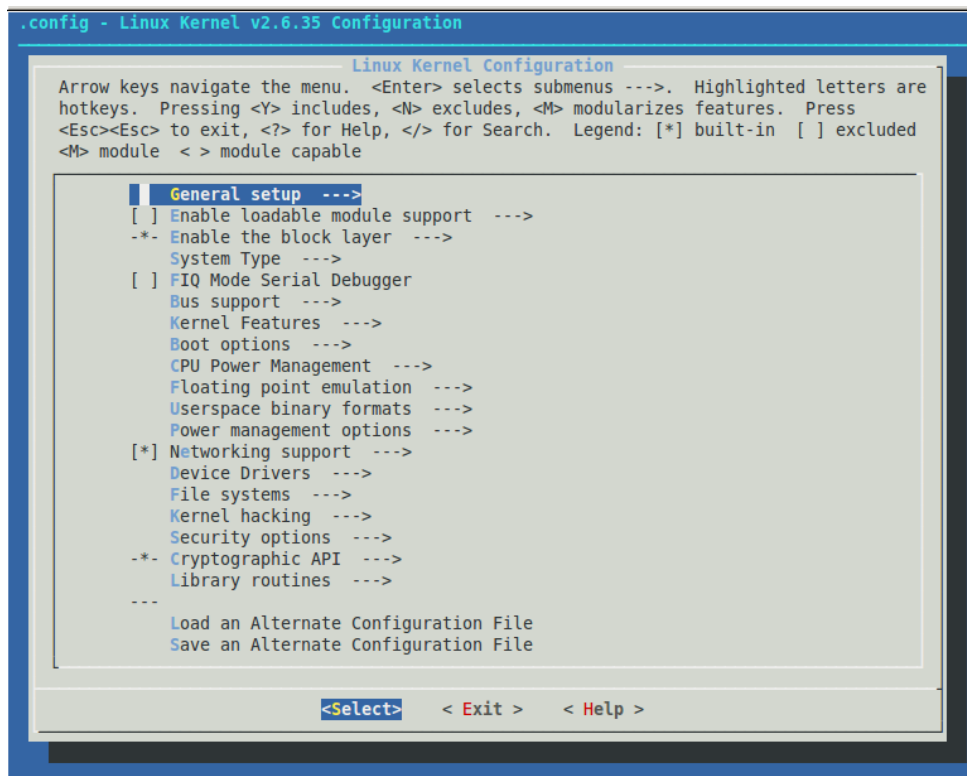 .config - Linux Kernel v2.6.35 Configuration
Linux Kernel Configuration
Arrow keys navigate the menu.  <Enter> selects submenus --->.  Highlighted letters are
hotkeys.  Pressing <Y> includes, <N> excludes, <M> modularizes features.  Press
<Esc><Esc> to exit, <?> for Help, </> for Search.  Legend: [*] built-in  [ ] excluded
<M> module  < > module capable
General setup  --->
[ ] Enable loadable module support  --->
-*- Enable the block layer  --->
System Type  --->
[ ] FIQ Mode Serial Debugger
Bus support  --->
Kernel Features  --->
Boot options  --->
CPU Power Management  --->
Floating point emulation  --->
Userspace binary formats  --->
Power management options  --->
[*] Networking support  --->
Device Drivers  --->
File systems  --->
Kernel hacking  --->
Security options  --->
-*- Cryptographic API  --->
Library routines  --->
---
Load an Alternate Configuration File
Save an Alternate Configuration File
<Select>    < Exit >    < Help >